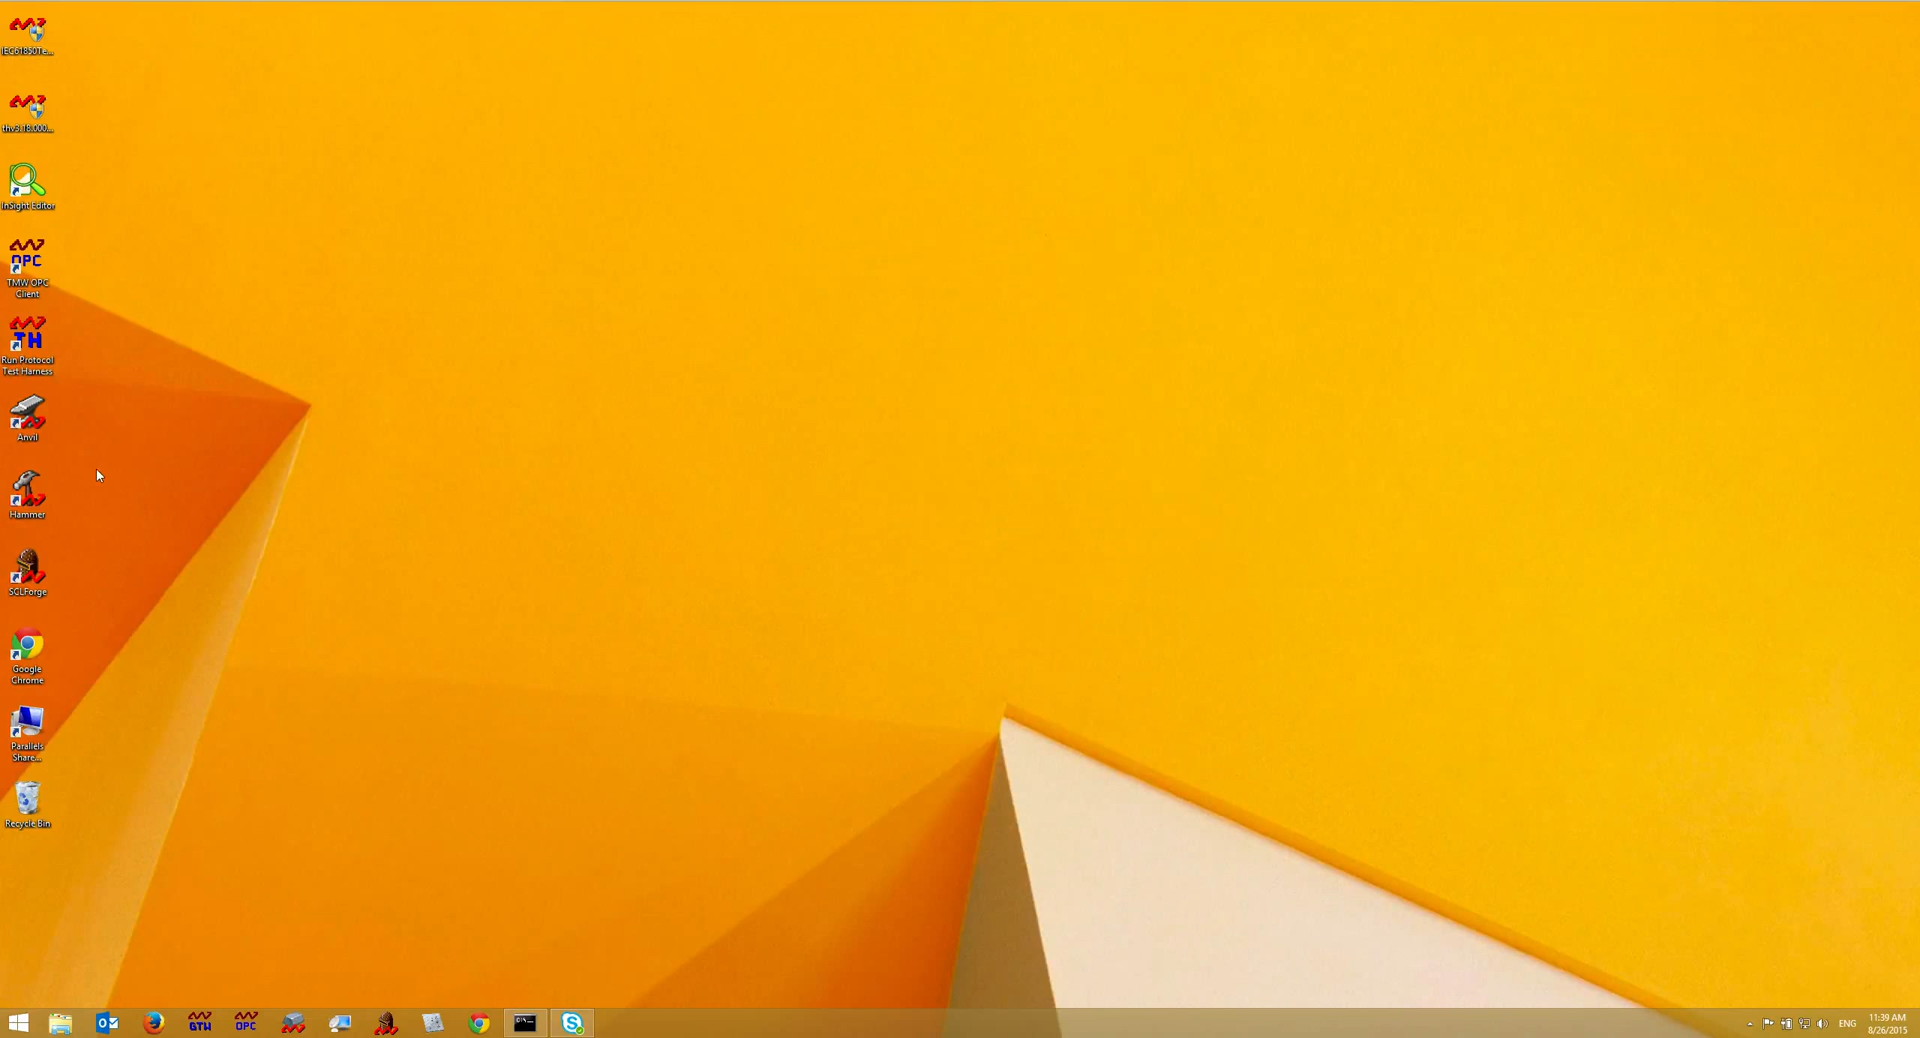 IEC61850Te...
thv3.18.000...
InSight Editor
OPC
TMW OPC
Client
TH
Run Protocol
Test Harness
Anvil
Hammer
SCLForge
Google
Chrome
Parallels
Share...
Recycle Bin
GTW
OPC
ENG
11:39 AM
8/26/2015